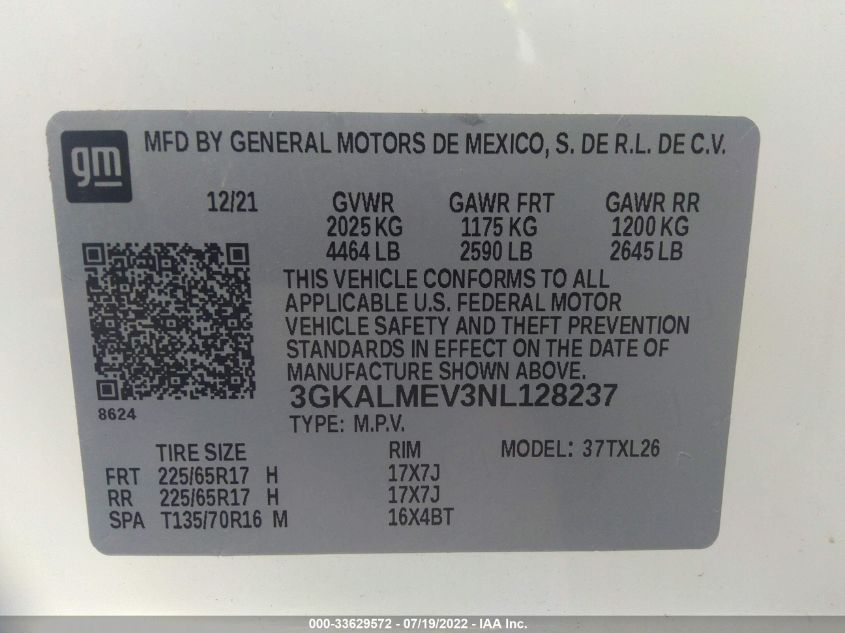 gm
MFD BY GENERAL MOTORS DE MEXICO, S. DE R.L. DE C.V.
12/21 GVWR GAWR FRT GAWR RR
2025 KG 1175 KG 1200 KG
4464 LB 2590 LB 2645 LB
THIS VEHICLE CONFORMS TO ALL
APPLICABLE U.S. FEDERAL MOTOR
VEHICLE SAFETY AND THEFT PREVENTION
STANDARDS IN EFFECT ON THE DATE OF
MANUFACTURE SHOWN ABOVE.
3GKALMEV3NL128237
8624
TYPE: M.P.V.
TIRE SIZE RIM MODEL: 37TXL26
FRT 225/65R17 H 17X7J
RR 225/65R17 H 17X7J
SPA T135/70R16 M 16X4BT
000-33629572 - 07/19/2022 - IAA Inc.